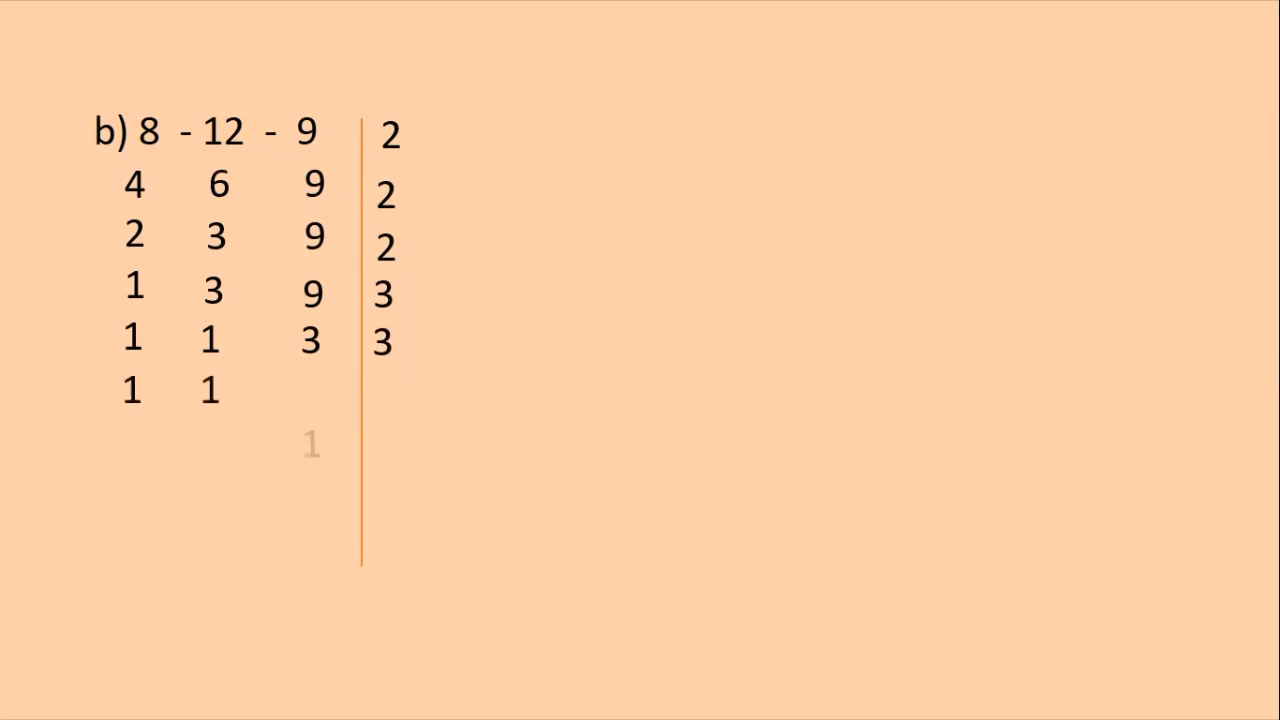 b) 8 - 12 - 9 2
4 6 9 2
2 3 9 2
1 3 9 3
1 1 3 3
1 1
1